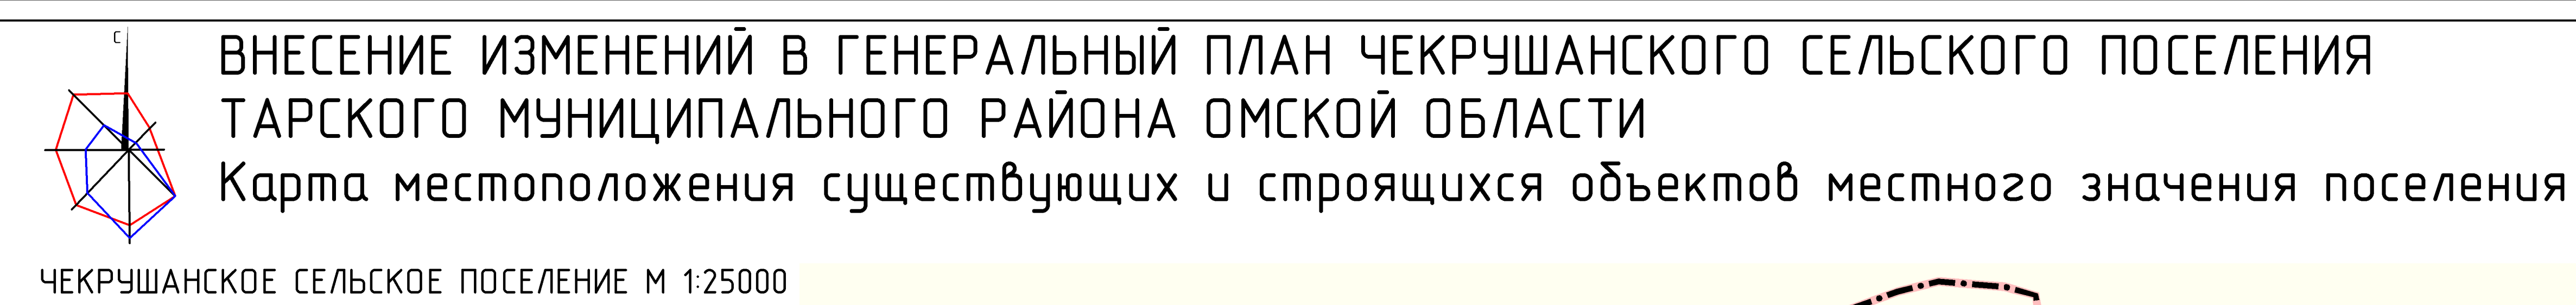 С
ВНЕСЕНИЕ ИЗМЕНЕНИЙ В ГЕНЕРАЛЬНЫЙ ПЛАН ЧЕКРУШАНСКОГО СЕЛЬСКОГО ПОСЕЛЕНИЯ
ТАРСКОГО МУНИЦИПАЛЬНОГО РАЙОНА ОМСКОЙ ОБЛАСТИ
Карта местоположения существующих и строящихся объектов местного значения поселения
ЧЕКРУШАНСКОЕ СЕЛЬСКОЕ ПОСЕЛЕНИЕ М 1:25000